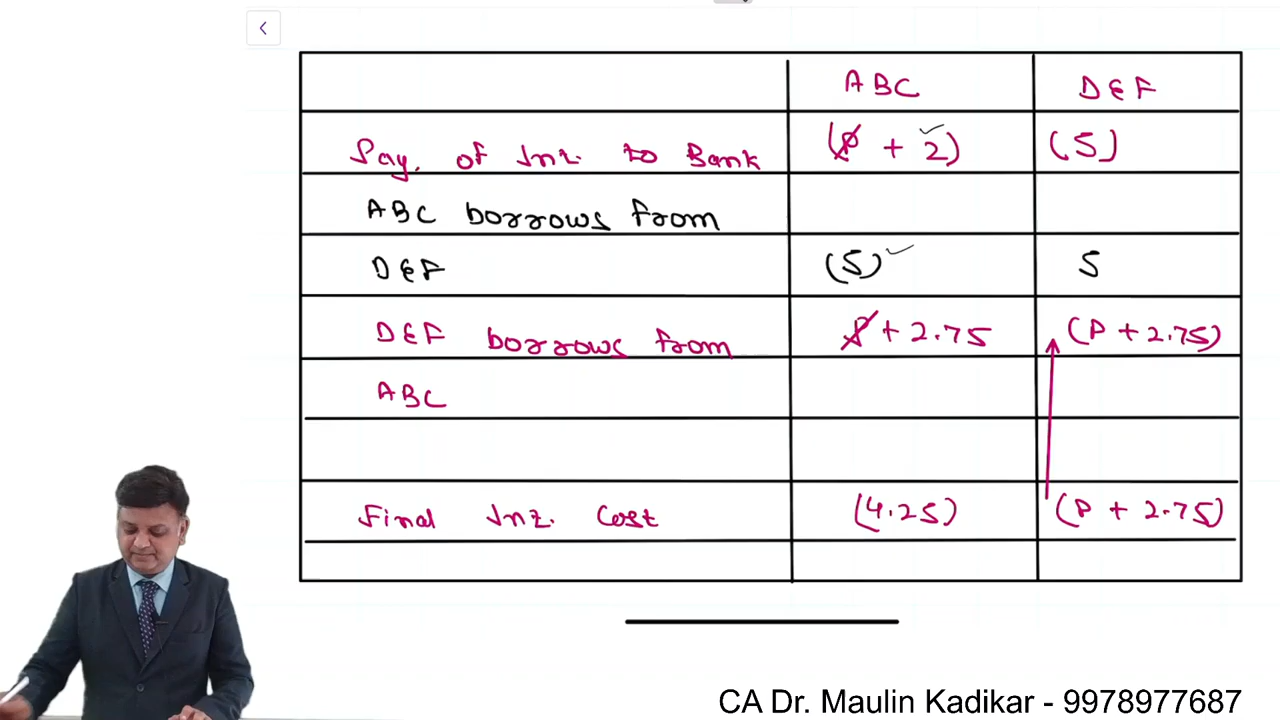 ABC DEF
Pay. of Int. to Bank (P + 2) (5)
ABC borrows from
DEF (5) 5
DEF borrows from P + 2.75 (P + 2.75)
ABC
Final Int. Cost (4.25) (P + 2.75)
CA Dr. Maulin Kadikar - 9978977687